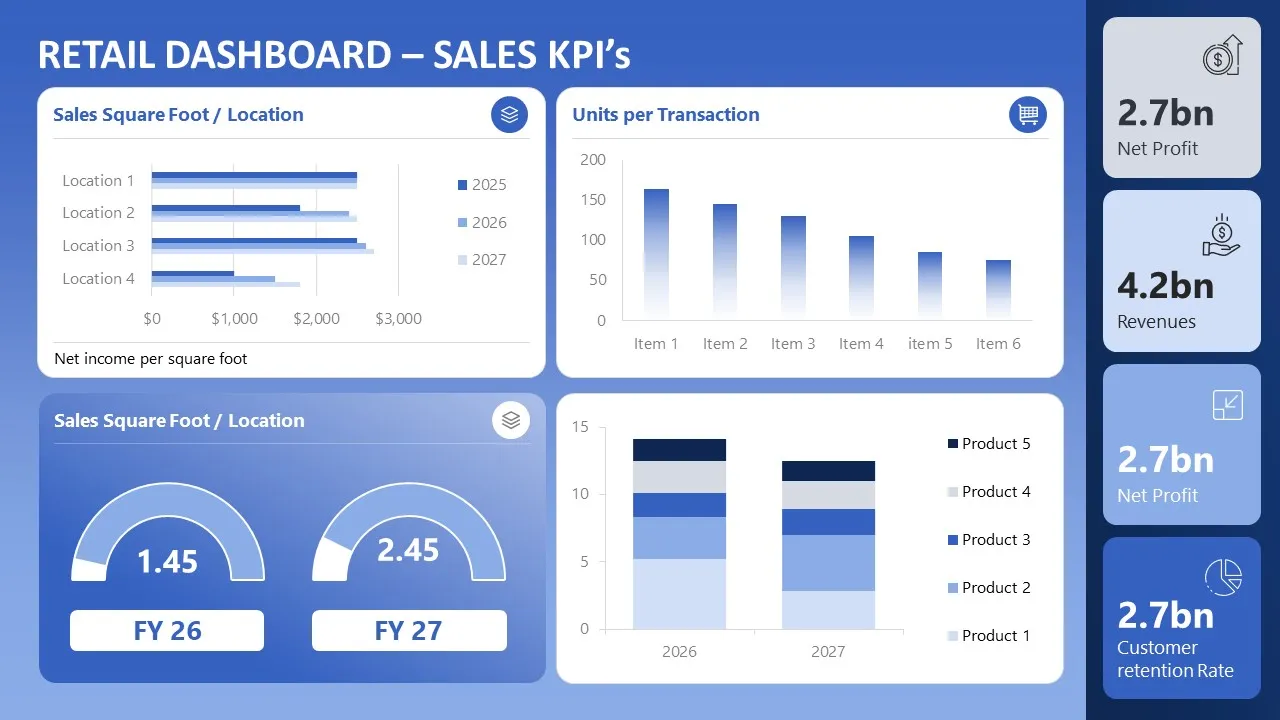 RETAIL DASHBOARD – SALES KPI’s
Sales Square Foot / Location
Location 1
Location 2
Location 3
Location 4
$0 $1,000 $2,000 $3,000
2025
2026
2027
Net income per square foot
Units per Transaction
200
150
100
50
0
Item 1 Item 2 Item 3 Item 4 item 5 Item 6
Sales Square Foot / Location
1.45
2.45
FY 26
FY 27
15
10
5
0
2026 2027
Product 5
Product 4
Product 3
Product 2
Product 1
$
2.7bn
Net Profit
$
4.2bn
Revenues
2.7bn
Net Profit
2.7bn
Customer
retention Rate